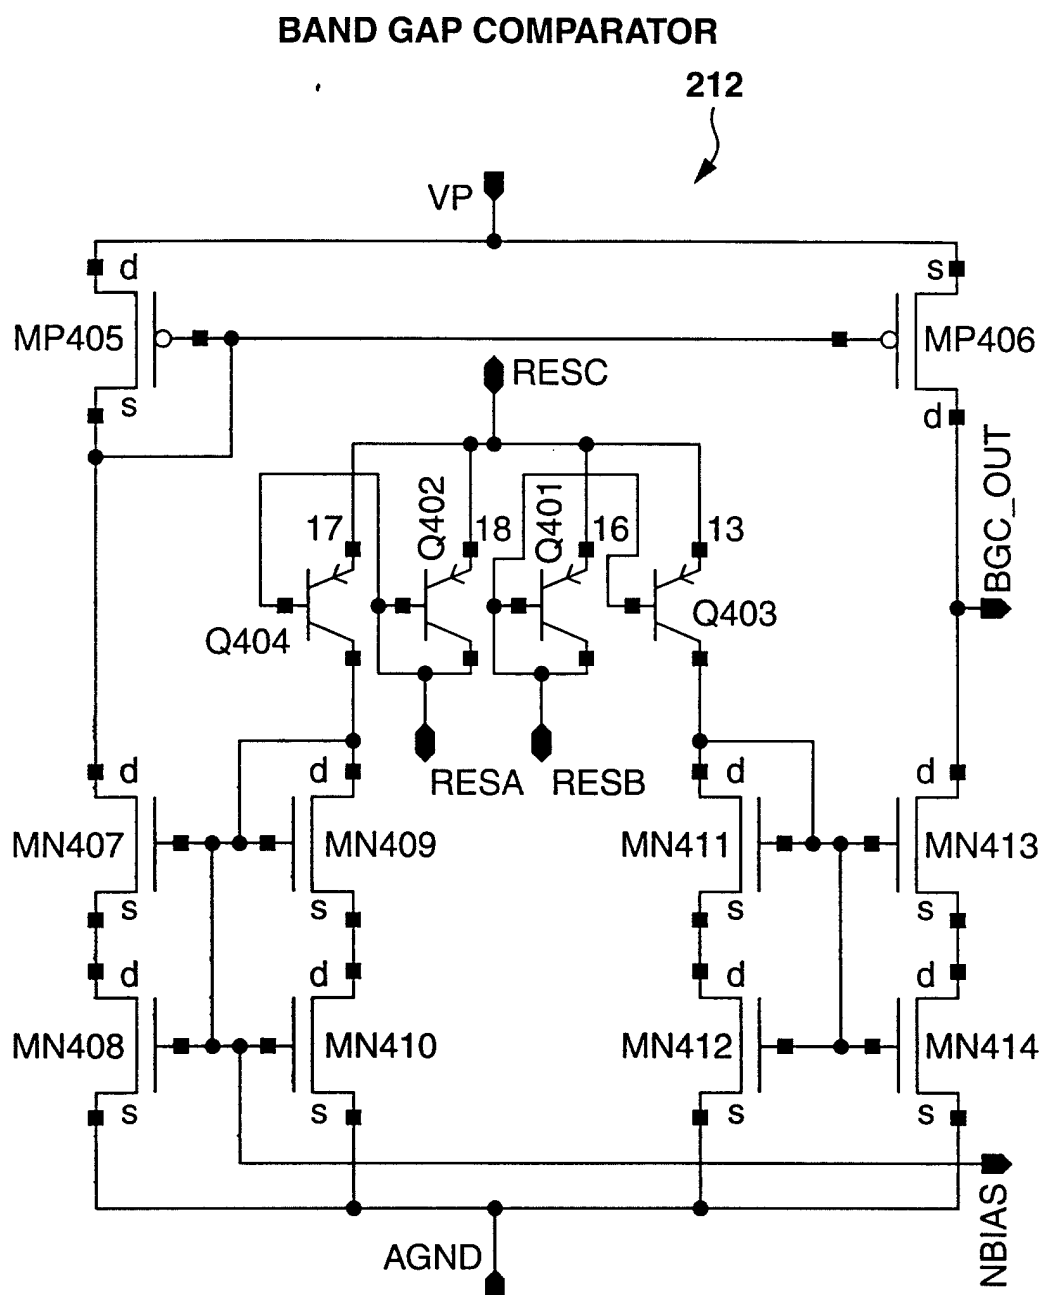 BAND GAP COMPARATOR
212
VP
d
s
MP405
MP406
RESC
s
d
BGC_OUT
Q402
Q401
17
18
16
13
Q404
Q403
RESA
RESB
d
d
d
d
MN407
MN409
MN411
MN413
s
s
s
s
d
d
d
d
MN408
MN410
MN412
MN414
s
s
s
s
NBIAS
AGND